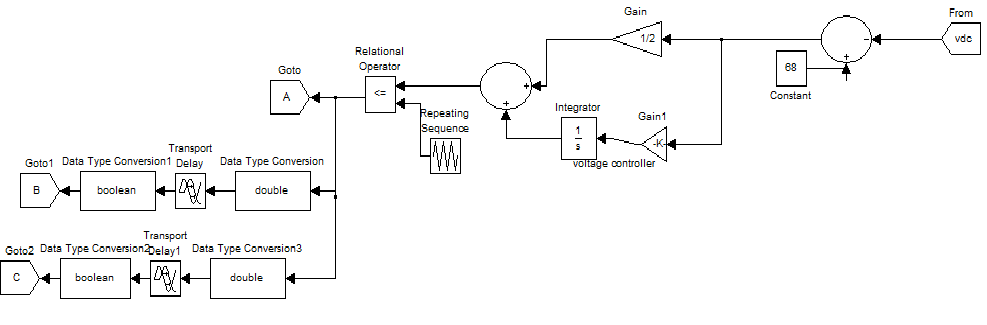 From
vdc
-
+
68
Constant
Gain
1/2
Gain1
-K-
Integrator
1
s
voltage controller
+
+
Relational
Operator
<=
Repeating
Sequence
Goto
A
Goto1
B
Data Type Conversion1
boolean
Transport
Delay
Data Type Conversion
double
Goto2
C
Data Type Conversion2
boolean
Transport
Delay1
Data Type Conversion3
double